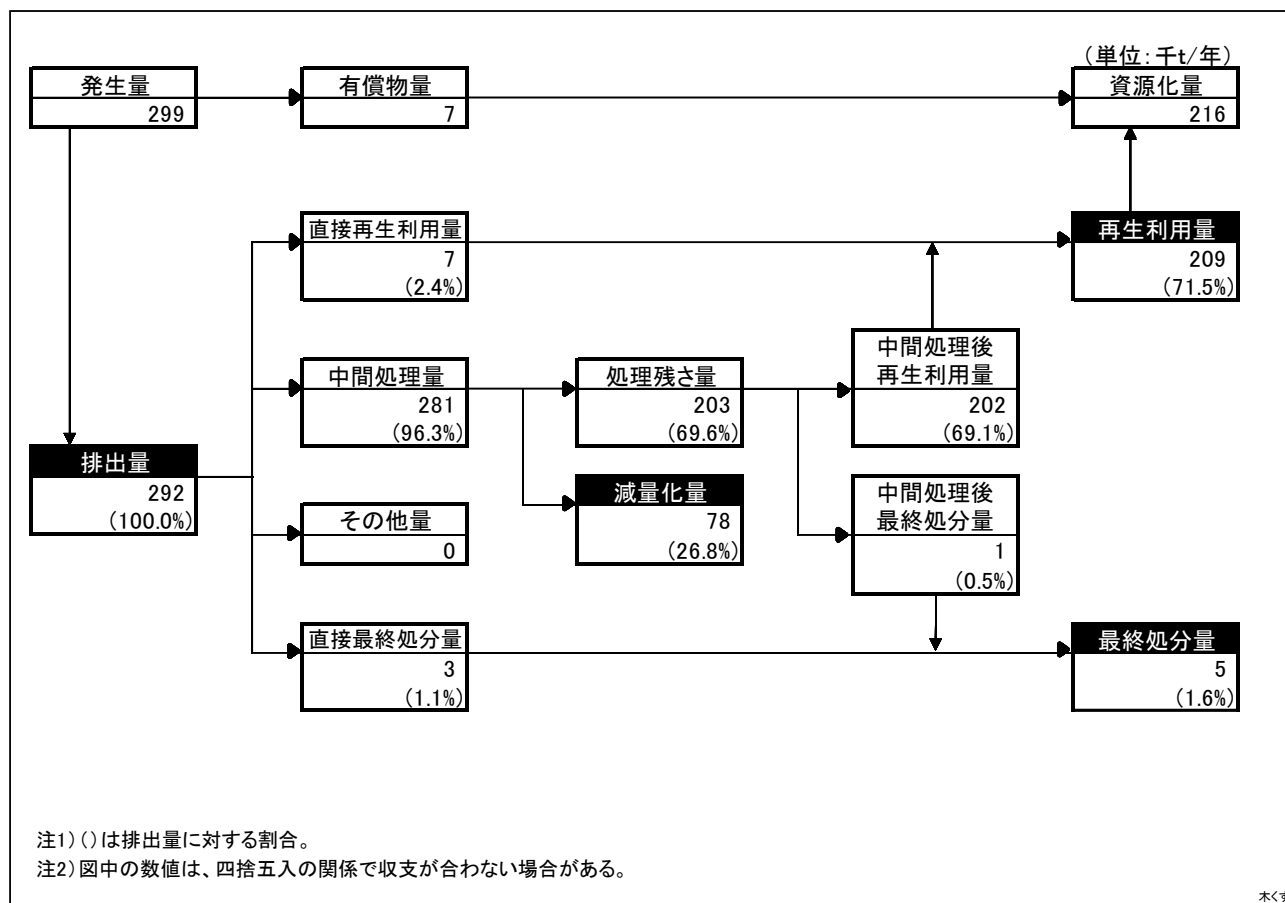 (単位:千t/年)
発生量
299
有償物量
7
資源化量
216
直接再生利用量
7
(2.4%)
再生利用量
209
(71.5%)
中間処理量
281
(96.3%)
処理残さ量
203
(69.6%)
中間処理後
再生利用量
202
(69.1%)
排出量
292
(100.0%)
その他量
0
減量化量
78
(26.8%)
中間処理後
最終処分量
1
(0.5%)
直接最終処分量
3
(1.1%)
最終処分量
5
(1.6%)
注1)()は排出量に対する割合。
注2)図中の数値は、四捨五入の関係で収支が合わない場合がある。
木くず